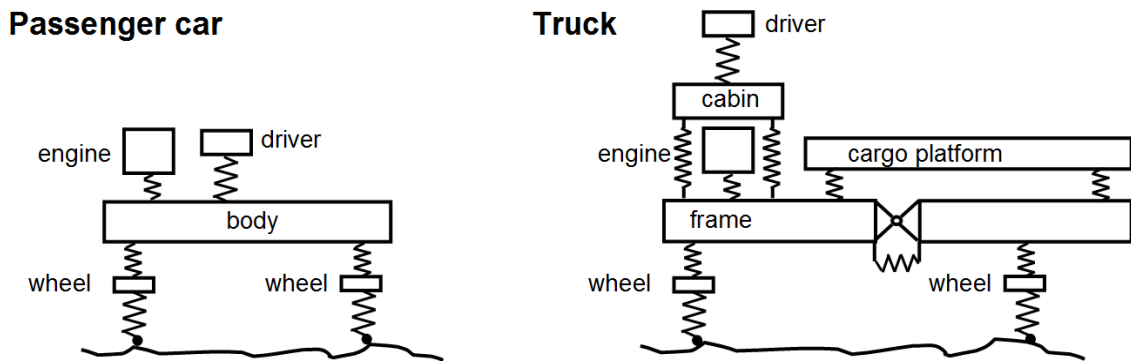 Passenger car
engine
driver
body
wheel
wheel
Truck
driver
cabin
engine
cargo platform
frame
wheel
wheel